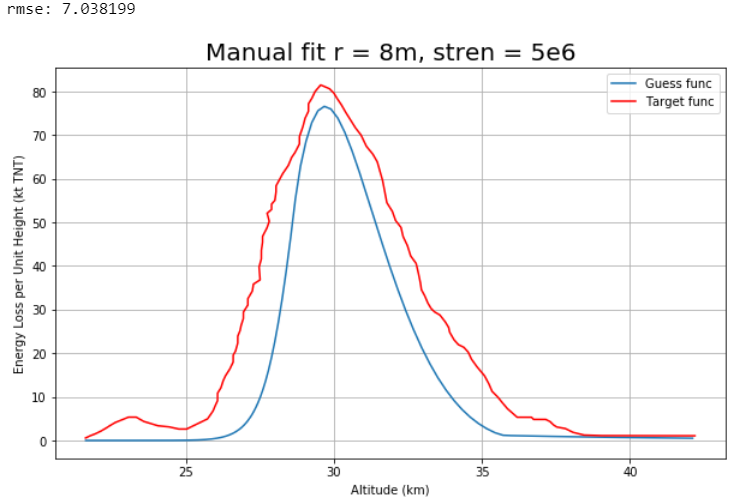 rmse: 7.038199
Manual fit r = 8m, stren = 5e6
Guess func
Target func
80
70
60
50
40
30
20
10
0
Energy Loss per Unit Height (kt TNT)
25
30
35
40
Altitude (km)